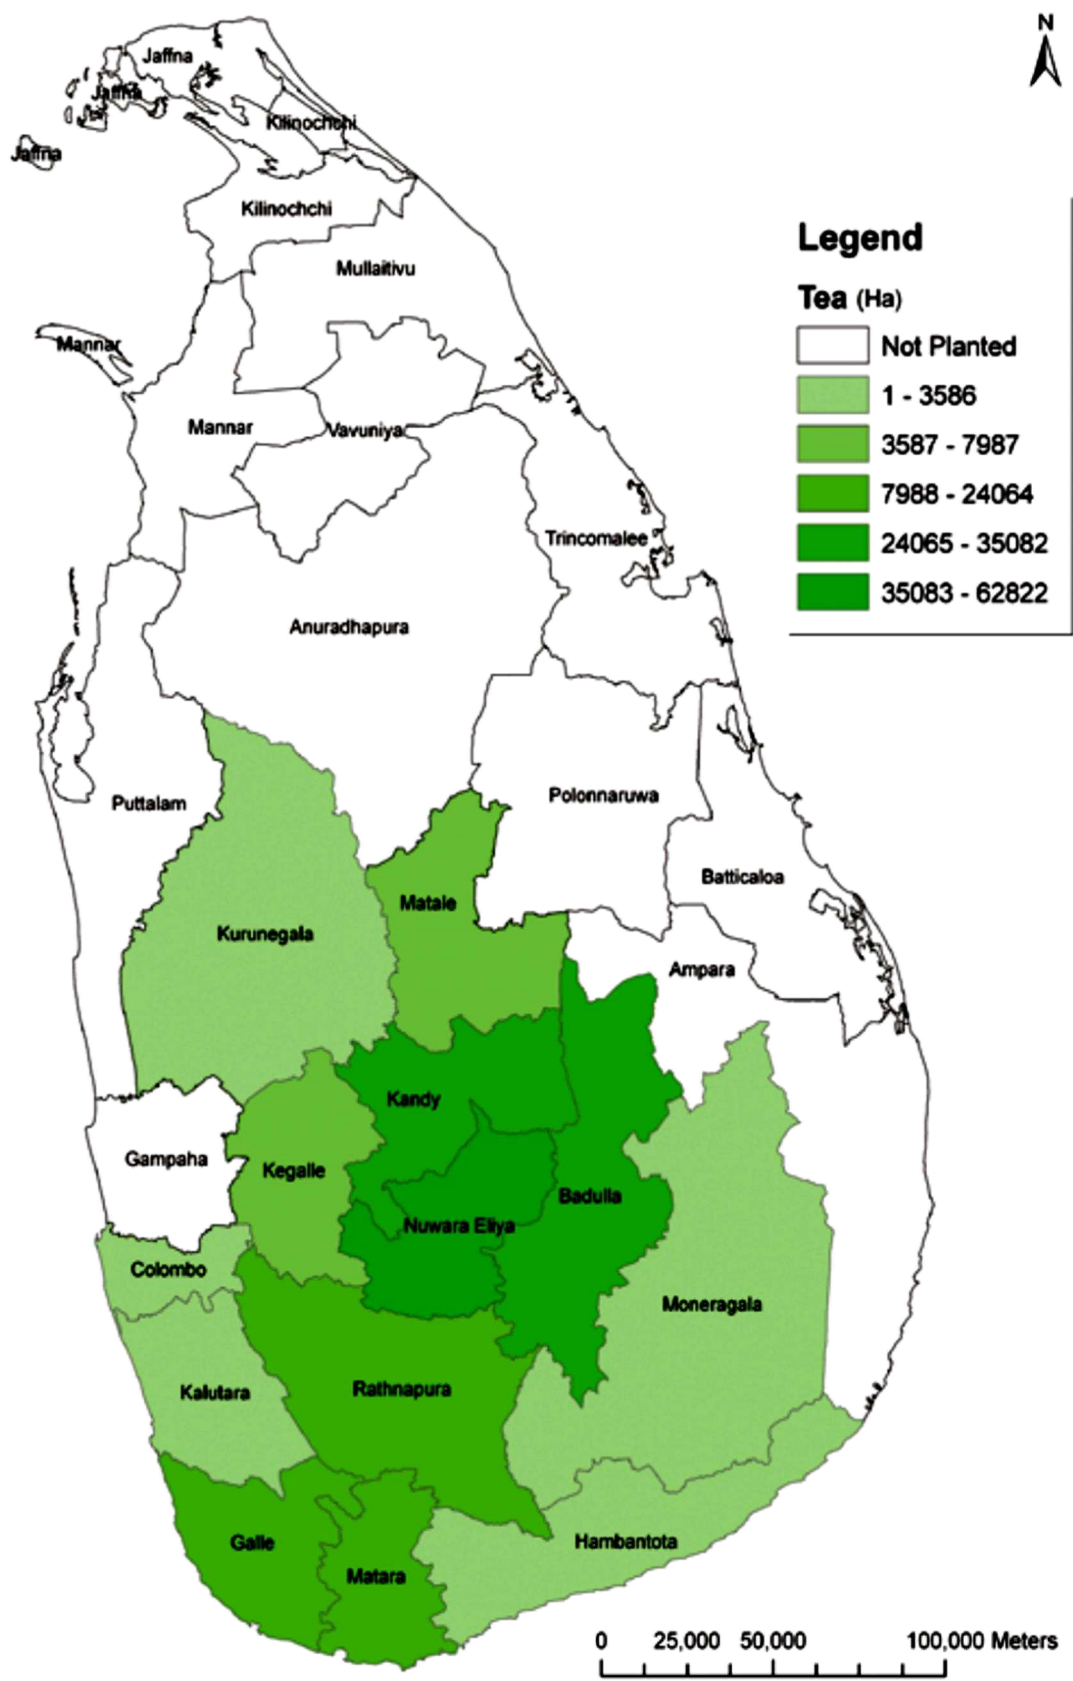 N
Jaffna
Jaffna
Jaffna
Kilinochchi
Kilinochchi
Mullaitivu
Mannar
Mannar
Vavuniya
Trincomalee
Anuradhapura
Puttalam
Polonnaruwa
Batticaloa
Matale
Kurunegala
Ampara
Kandy
Gampaha
Kegalle
Badulla
Nuwara Eliya
Colombo
Moneragala
Kalutara
Rathnapura
Galle
Hambantota
Matara
Legend
Tea (Ha)
Not Planted
1 - 3586
3587 - 7987
7988 - 24064
24065 - 35082
35083 - 62822
0 25,000 50,000 100,000 Meters